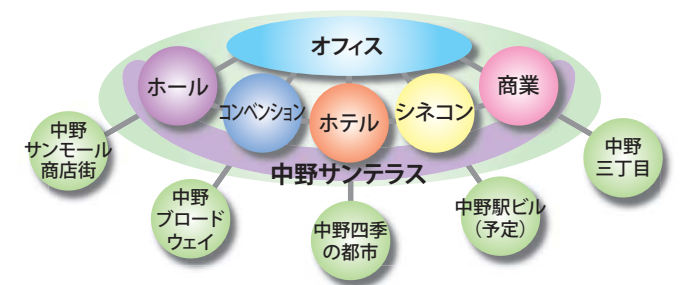 オフィス
ホール
コンベンション
ホテル
シネコン
商業
中野サンテラス
中野
サンモール
商店街
中野
ブロード
ウェイ
中野四季
の都市
中野駅ビル
(予定)
中野
三丁目